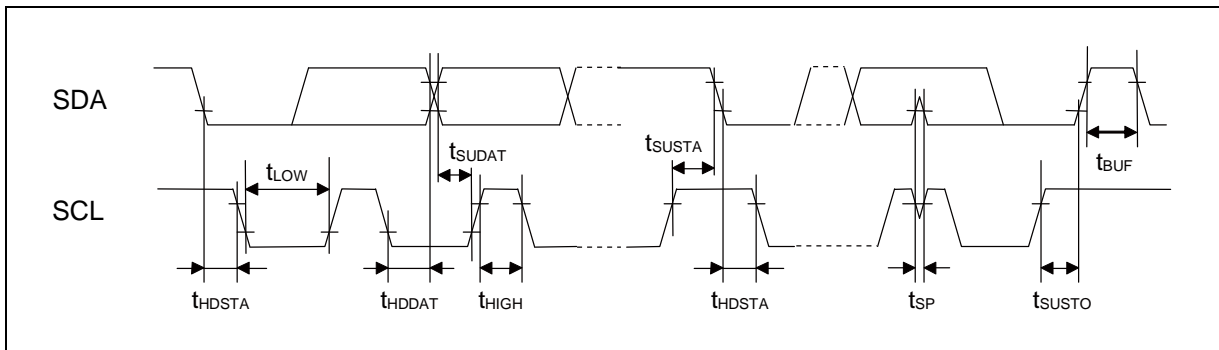 SDA
tSUDAT
tSUSTA
tBUF
tLOW
SCL
tHDSTA
tHDDAT
tHIGH
tHDSTA
tSP
tSUSTO